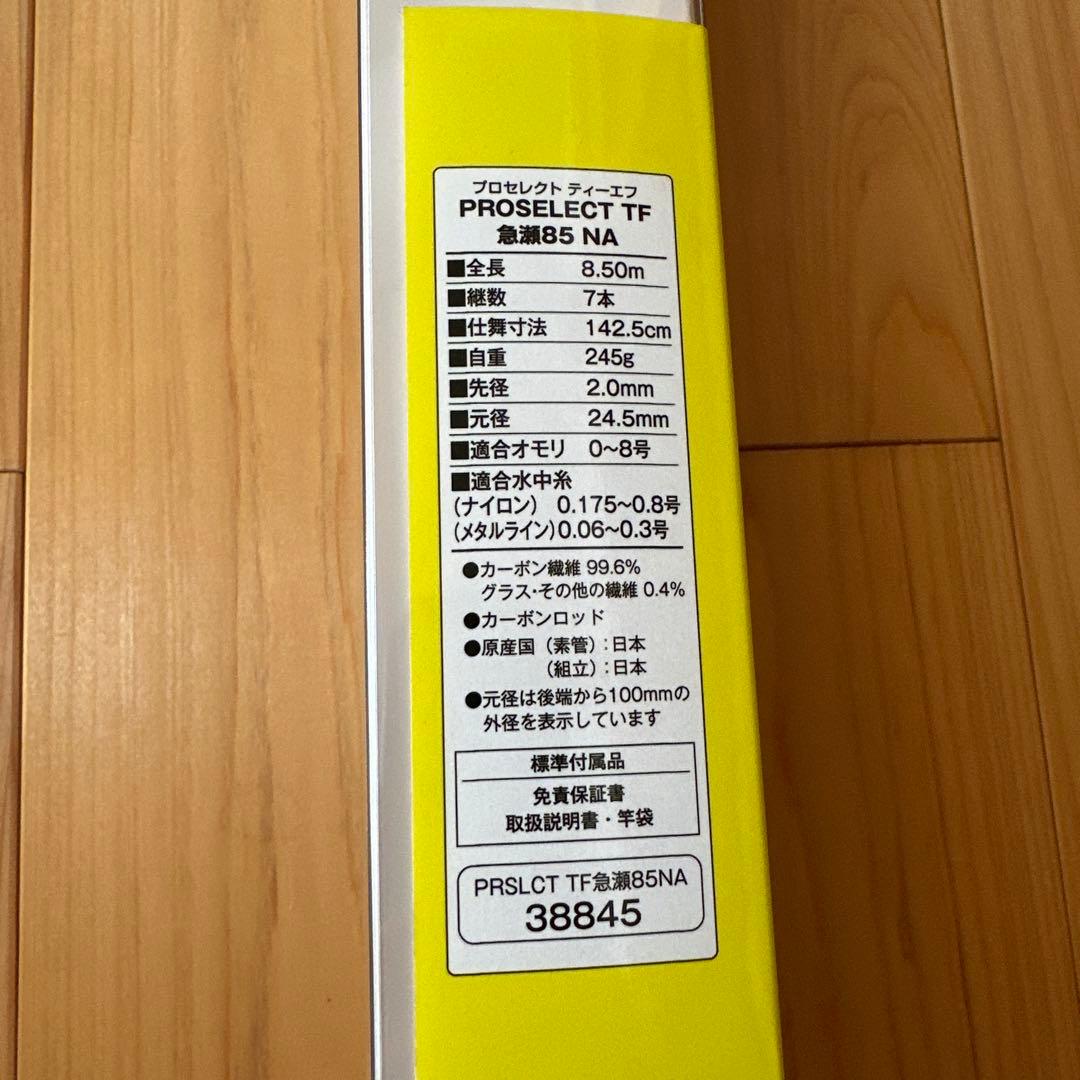 プロセレクト ティーエフ
PROSELECT TF
急瀬85 NA
■全長 8.50m
■継数 7本
■仕舞寸法 142.5cm
■自重 245g
■先径 2.0mm
■元径 24.5mm
■適合オモリ 0～8号
■適合水中糸
(ナイロン) 0.175～0.8号
(メタルライン)0.06～0.3号
●カーボン繊維 99.6%
グラス・その他の繊維 0.4%
●カーボンロッド
●原産国（素管）:日本
（組立）:日本
●元径は後端から100mmの
外径を表示しています
標準付属品
免責保証書
取扱説明書・竿袋
PRSLCT TF急瀬85NA
38845